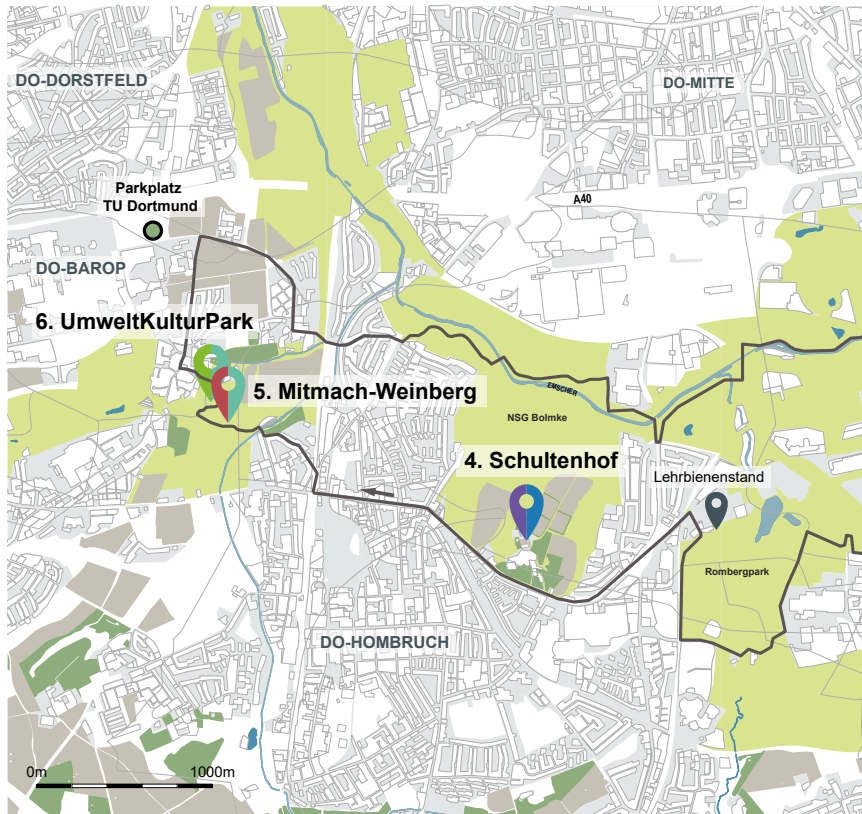 DO-DORSTFELD
DO-MITTE
Parkplatz
TU Dortmund
A40
DO-BAROP
6. UmweltKulturPark
5. Mitmach-Weinberg
EMSCHER
NSG Bolmke
4. Schultenhof
Lehrbienenstand
Rombergpark
DO-HOMBRUCH
0m 1000m